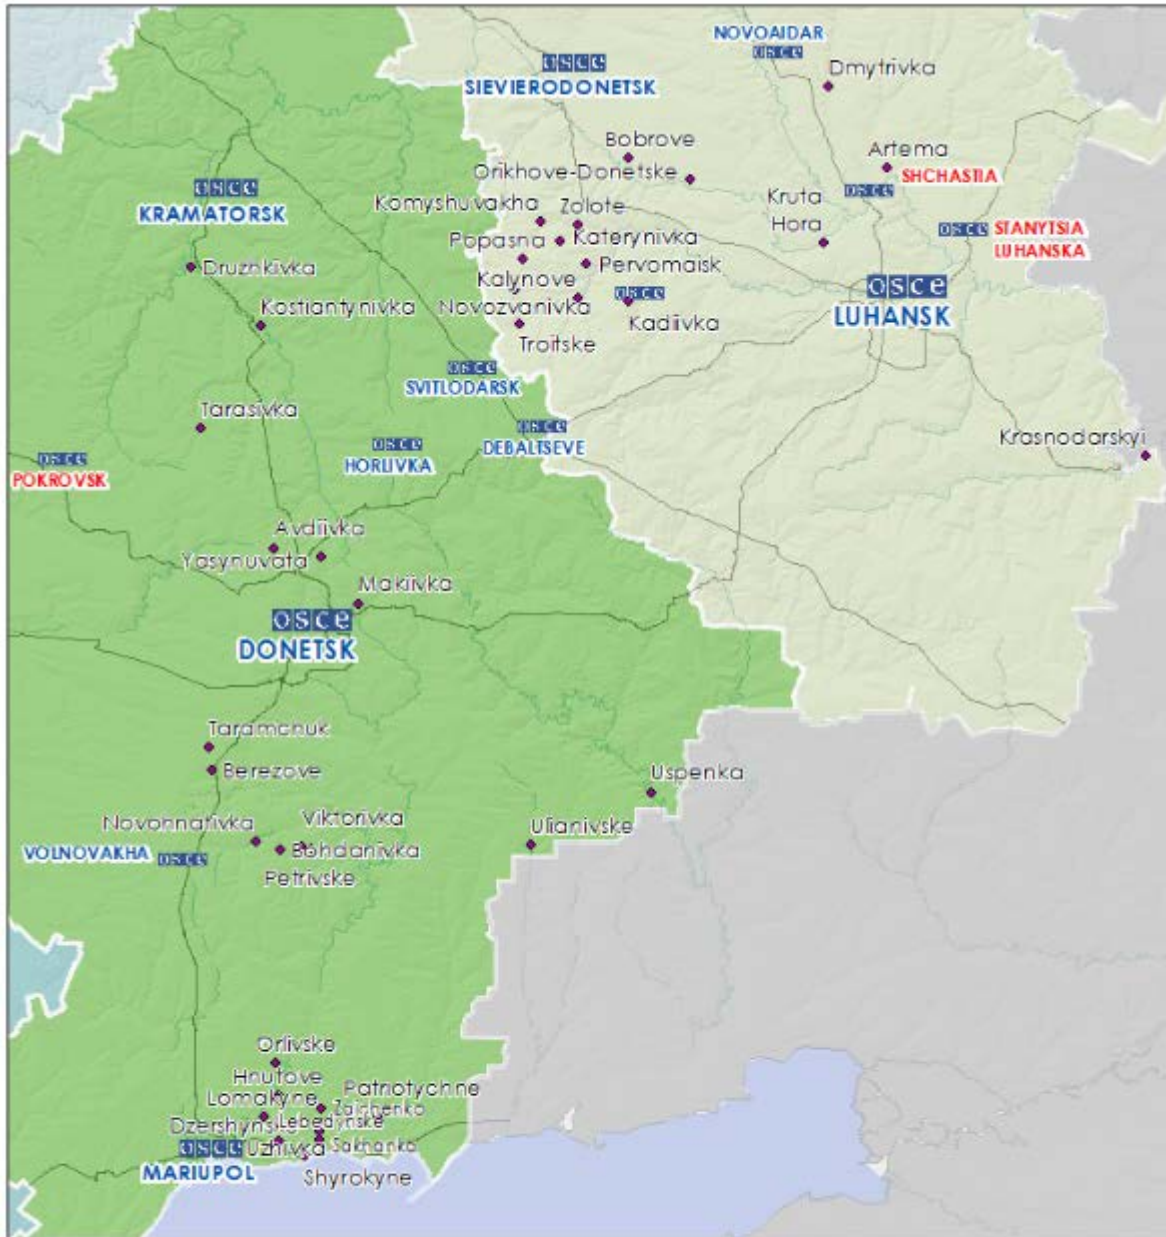 NOVOAIDAR
osce
osce
SIEVIERODONETSK
Dmytrivka
Bobrove
Artema
Orikhove-Donetske
SHCHASTIA
osce
osce
KRAMATORSK
Komyshuvakha
Zolote
Kruta
Hora
osce
STANYTSIA
LUHANSKA
Popasna
Katerynivka
Druzhkivka
Pervomaisk
Kalynove
osce
osce
LUHANSK
Kostiantynivka
Novozvanivka
Kadiivka
Troitske
osce
SVITLODARSK
Tarasivka
osce
HORLIVKA
osce
DEBALTSEVE
Krasnodarskyi
osce
POKROVSK
Avdiivka
Yasynuvata
Makiivka
osce
DONETSK
Taramchuk
Berezove
Uspenka
Novohnativka
Viktorivka
Ulianivske
VOLNOVAKHA
osce
Bohdanivka
Petrivske
Orlivske
Hnutove
Patriotychne
Lomakyne
Zaichenko
Lebedynske
osce
Uzhivka
Sakhanka
MARIUPOL
Shyrokyne